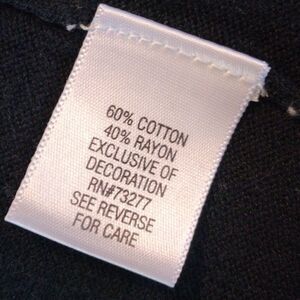 60% COTTON
40% RAYON
EXCLUSIVE OF
DECORATION
RN#73277
SEE REVERSE
FOR CARE